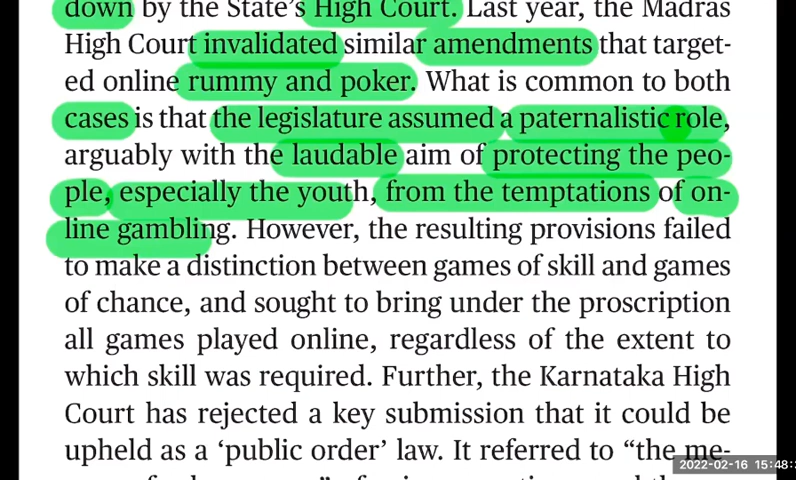 down by the State's High Court. Last year, the Madras
High Court invalidated similar amendments that target-
ed online rummy and poker. What is common to both
cases is that the legislature assumed a paternalistic role,
arguably with the laudable aim of protecting the peo-
ple, especially the youth, from the temptations of on-
line gambling. However, the resulting provisions failed
to make a distinction between games of skill and games
of chance, and sought to bring under the proscription
all games played online, regardless of the extent to
which skill was required. Further, the Karnataka High
Court has rejected a key submission that it could be
upheld as a ‘public order’ law. It referred to “the me-
2022-02-16 15:48: